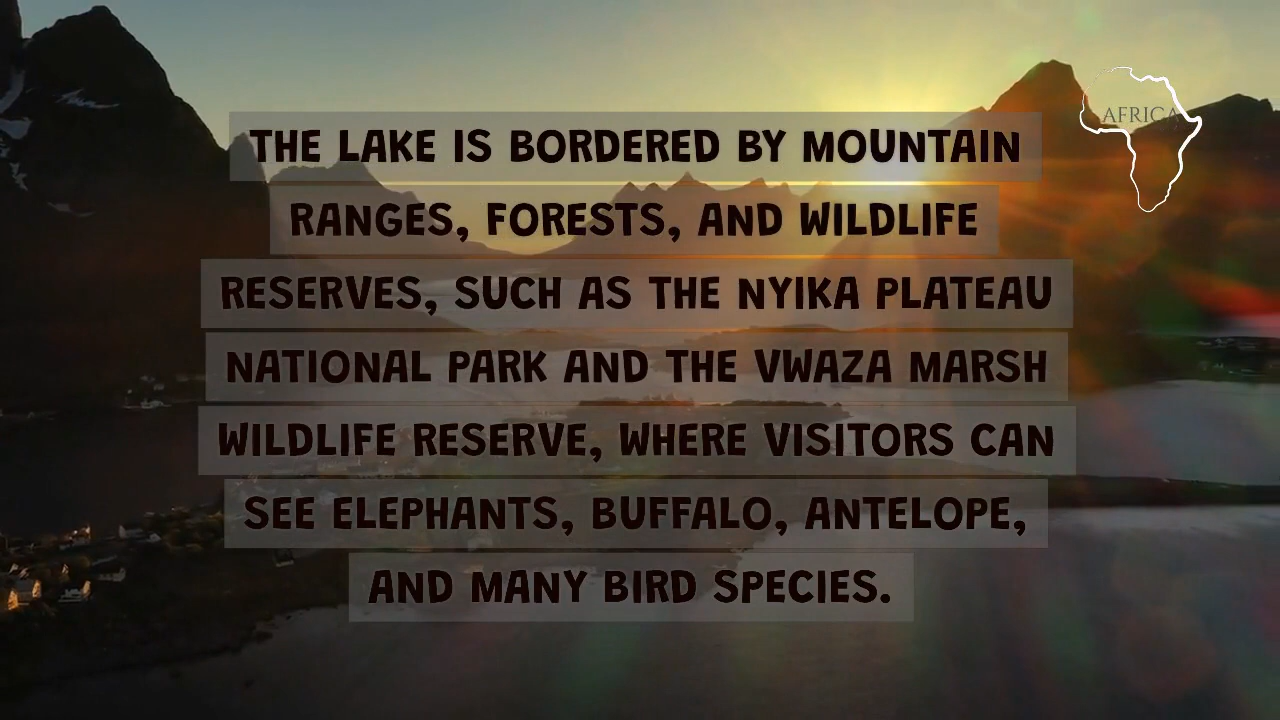 THE LAKE IS BORDERED BY MOUNTAIN
RANGES, FORESTS, AND WILDLIFE
RESERVES, SUCH AS THE NYIKA PLATEAU
NATIONAL PARK AND THE VWAZA MARSH
WILDLIFE RESERVE, WHERE VISITORS CAN
SEE ELEPHANTS, BUFFALO, ANTELOPE,
AND MANY BIRD SPECIES.
AFRICA